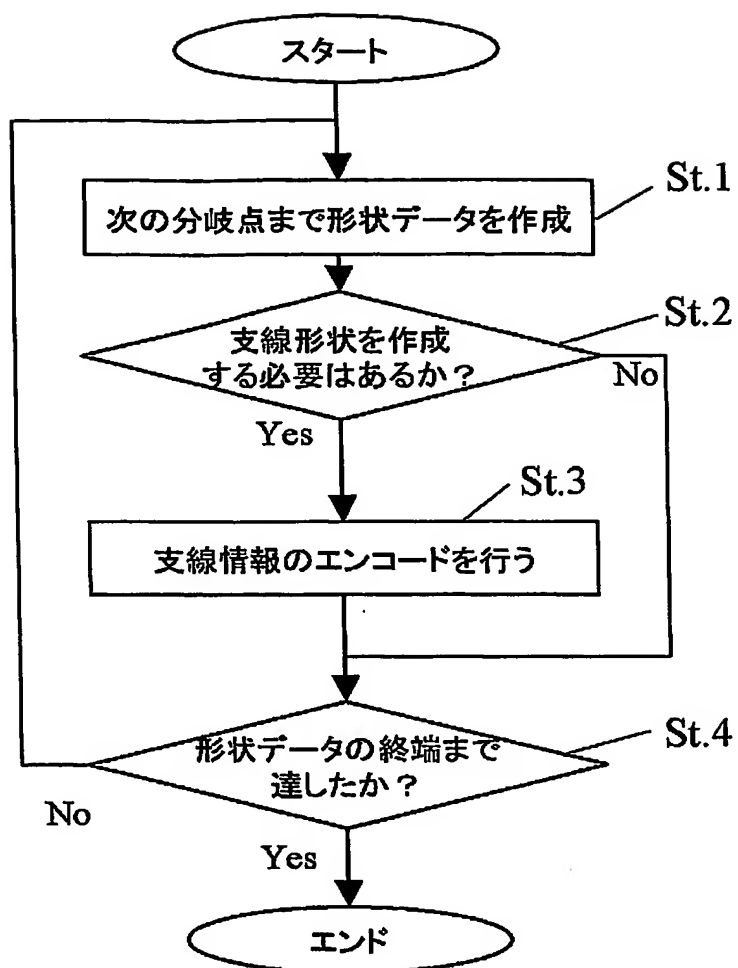 スタート
St.1
次の分岐点まで形状データを作成
St.2
支線形状を作成
する必要はあるか？
No
Yes
St.3
支線情報のエンコードを行う
St.4
形状データの終端まで
達したか？
No
Yes
エンド